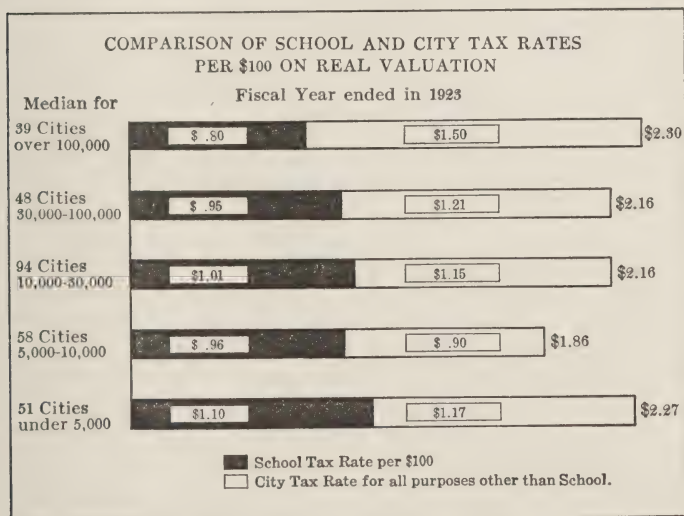 COMPARISON OF SCHOOL AND CITY TAX RATES
PER $100 ON REAL VALUATION
Fiscal Year ended in 1923
Median for
39 Cities
over 100,000
$ .80
$1.50
$2.30
48 Cities
30,000-100,000
$ .95
$1.21
$2.16
94 Cities
10,000-30,000
$1.01
$1.15
$2.16
58 Cities
5,000-10,000
$ .96
$ .90
$1.86
51 Cities
under 5,000
$1.10
$1.17
$2.27
School Tax Rate per $100
City Tax Rate for all purposes other than School.